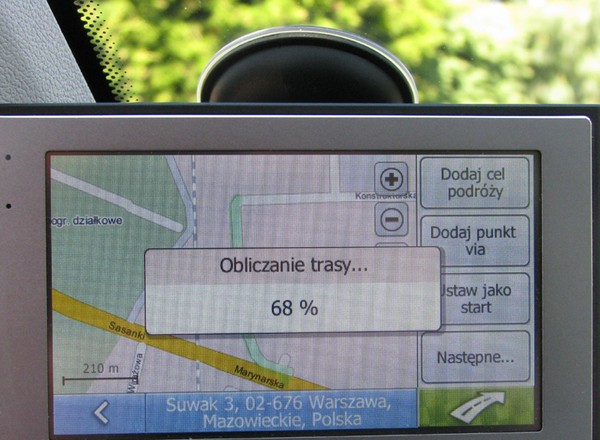 Konstruktorska
ogr. działkowe
Sasanki
Marynarska
210 m
Obliczanie trasy...
68 %
Dodaj cel
podróży
Dodaj punkt
via
Ustaw jako
start
Następne...
Suwak 3, 02-676 Warszawa,
Mazowieckie, Polska